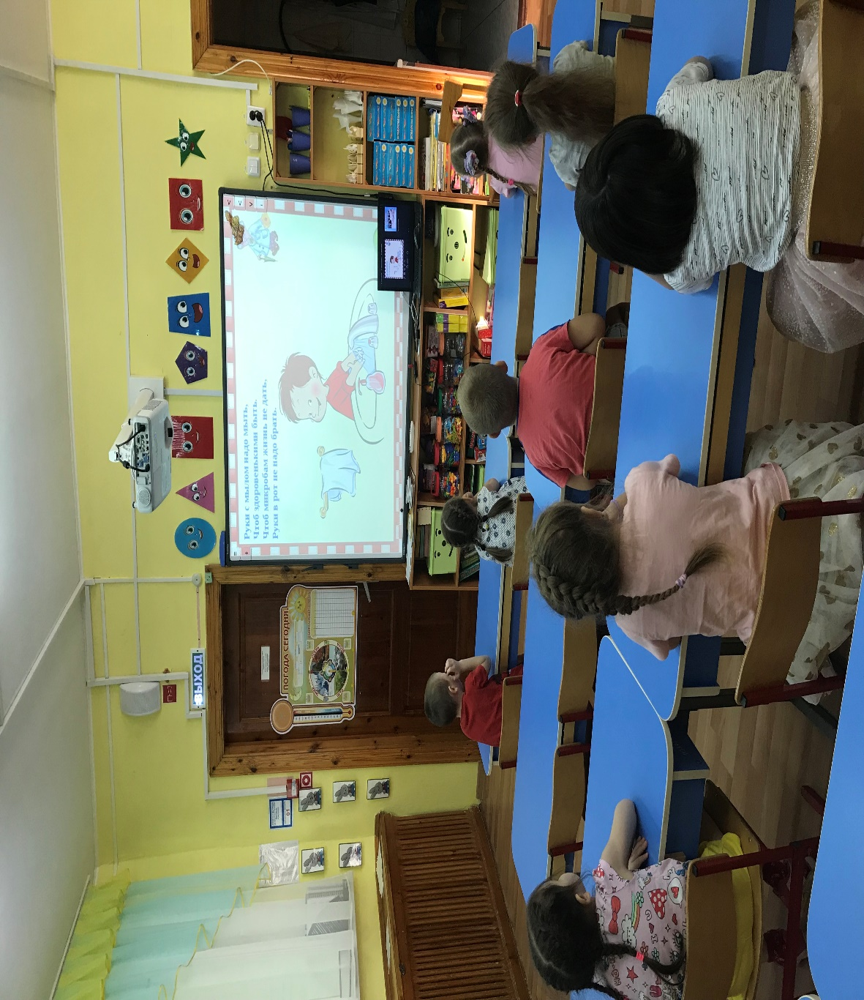 Руки с мылом надо мыть,
Чтоб здоровенькими быть.
Чтоб микробам жизнь не дать,
Руки в рот не надо брать.
ВЫХОД
ПОГОДА СЕГОДНЯ
01